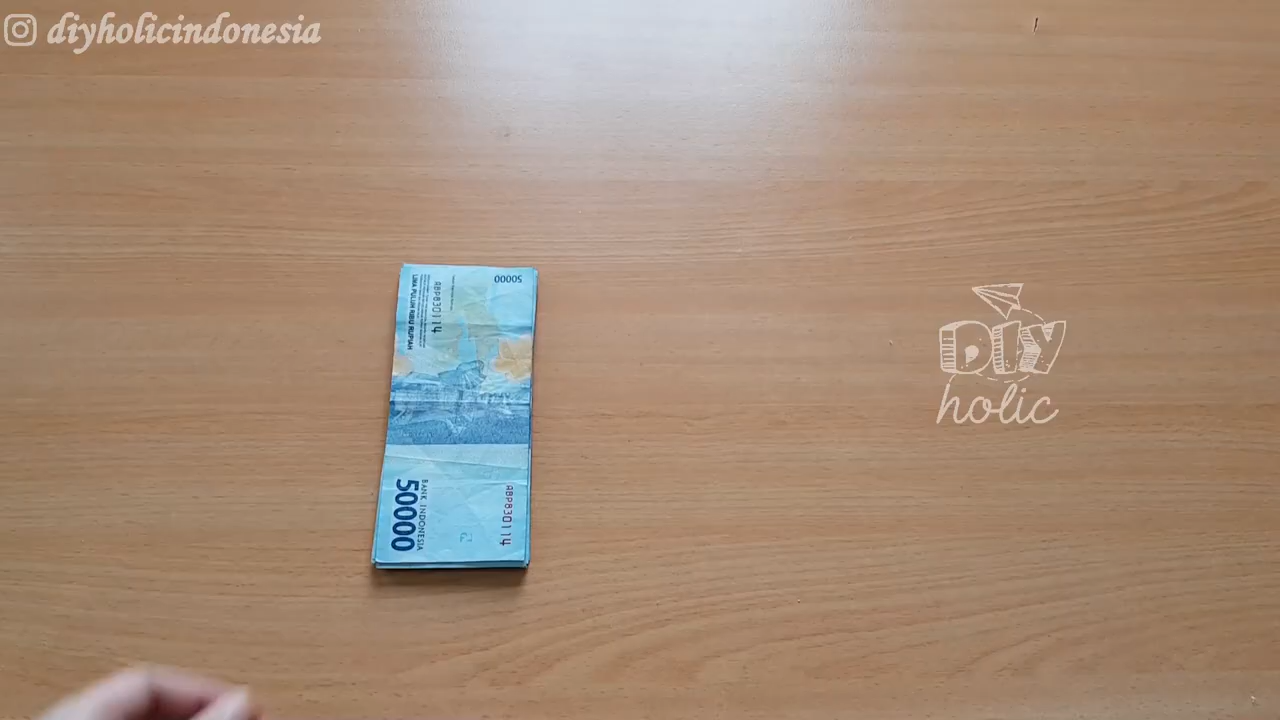 diyholicindonesia
DIY
holic
50000
ABP830114
LIMA PULUH RIBU RUPIAH
BANK INDONESIA
50000
ABP830114